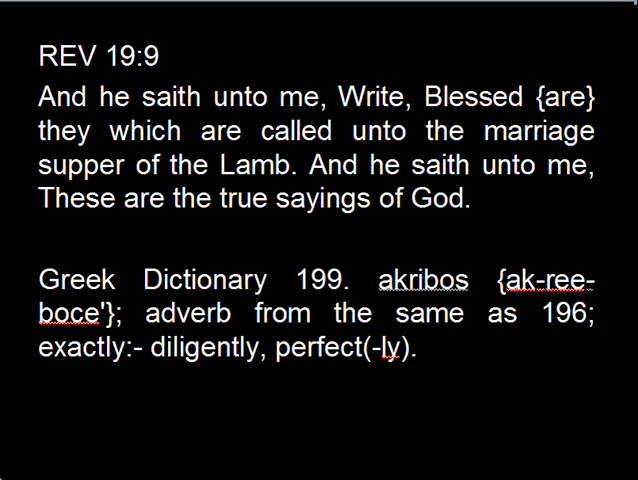 REV 19:9
And he saith unto me, Write, Blessed {are}
they which are called unto the marriage
supper of the Lamb. And he saith unto me,
These are the true sayings of God.
Greek Dictionary 199. akribos {ak-ree-
boce'}; adverb from the same as 196;
exactly:- diligently, perfect(-ly).